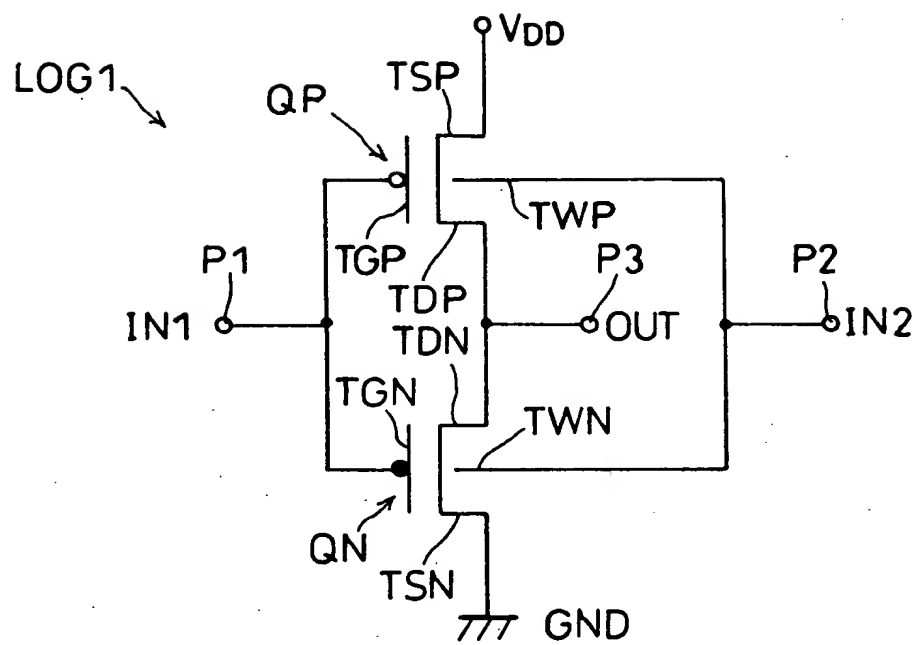 VDD
TSP
LOG1
QP
TWP
TGP
P1
P3
P2
TDP
IN1
OUT
IN2
TDN
TGN
TWN
QN
TSN
GND